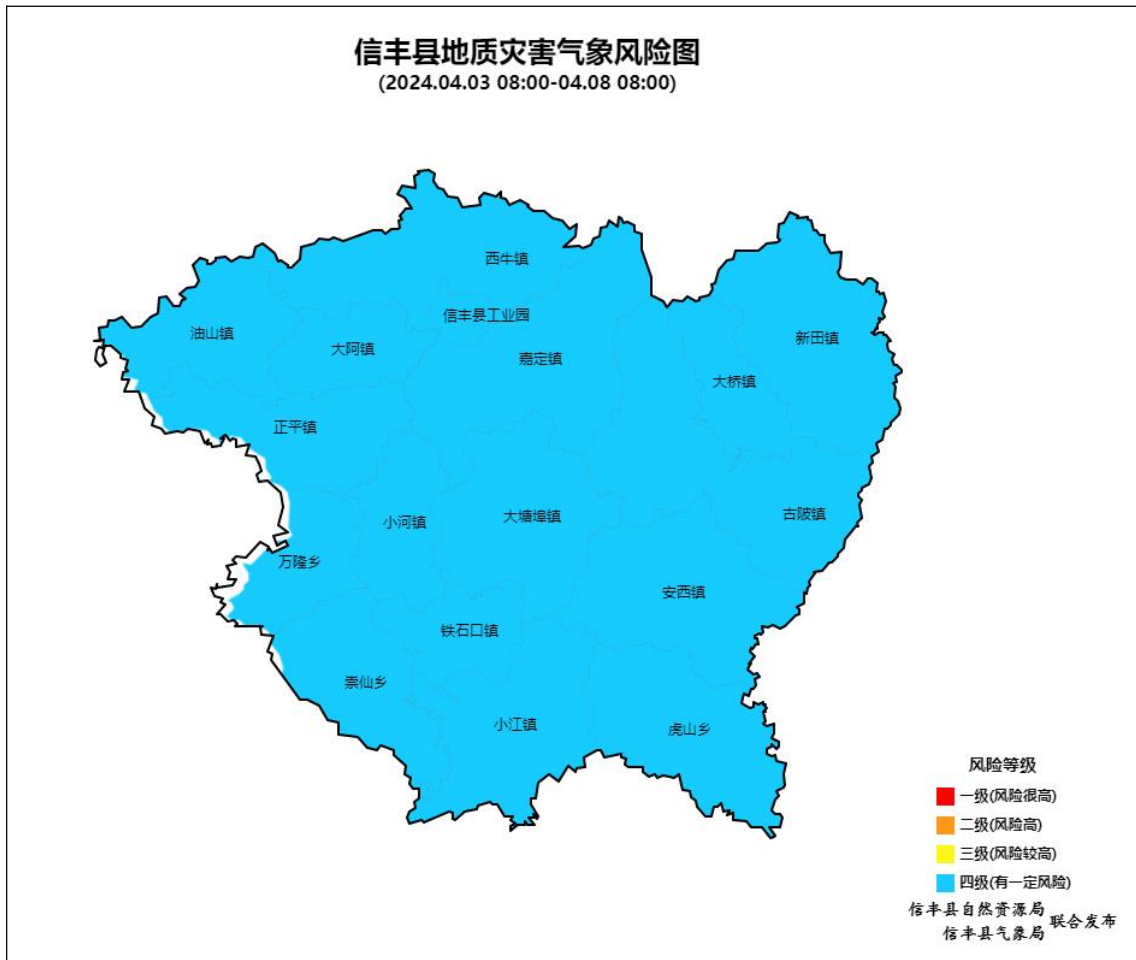 信丰县地质灾害气象风险图
(2024.04.03 08:00-04.08 08:00)
西牛镇
信丰县工业园
油山镇
大阿镇
嘉定镇
新田镇
大桥镇
正平镇
小河镇
大塘埠镇
古陂镇
万隆乡
安西镇
铁石口镇
崇仙乡
小江镇
虎山乡
风险等级
一级(风险很高)
二级(风险高)
三级(风险较高)
四级(有一定风险)
信丰县自然资源局
联合发布
信丰县气象局